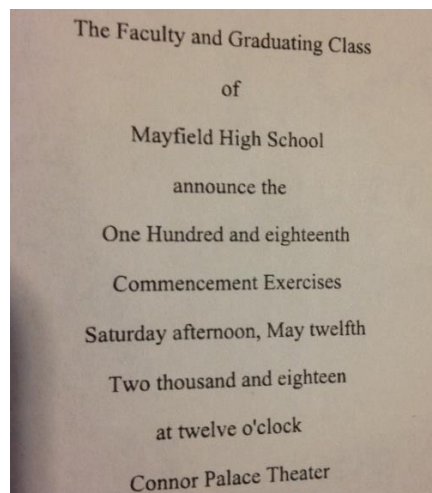 The Faculty and Graduating Class
of
Mayfield High School
announce the
One Hundred and eighteenth
Commencement Exercises
Saturday afternoon, May twelfth
Two thousand and eighteen
at twelve o'clock
Connor Palace Theater